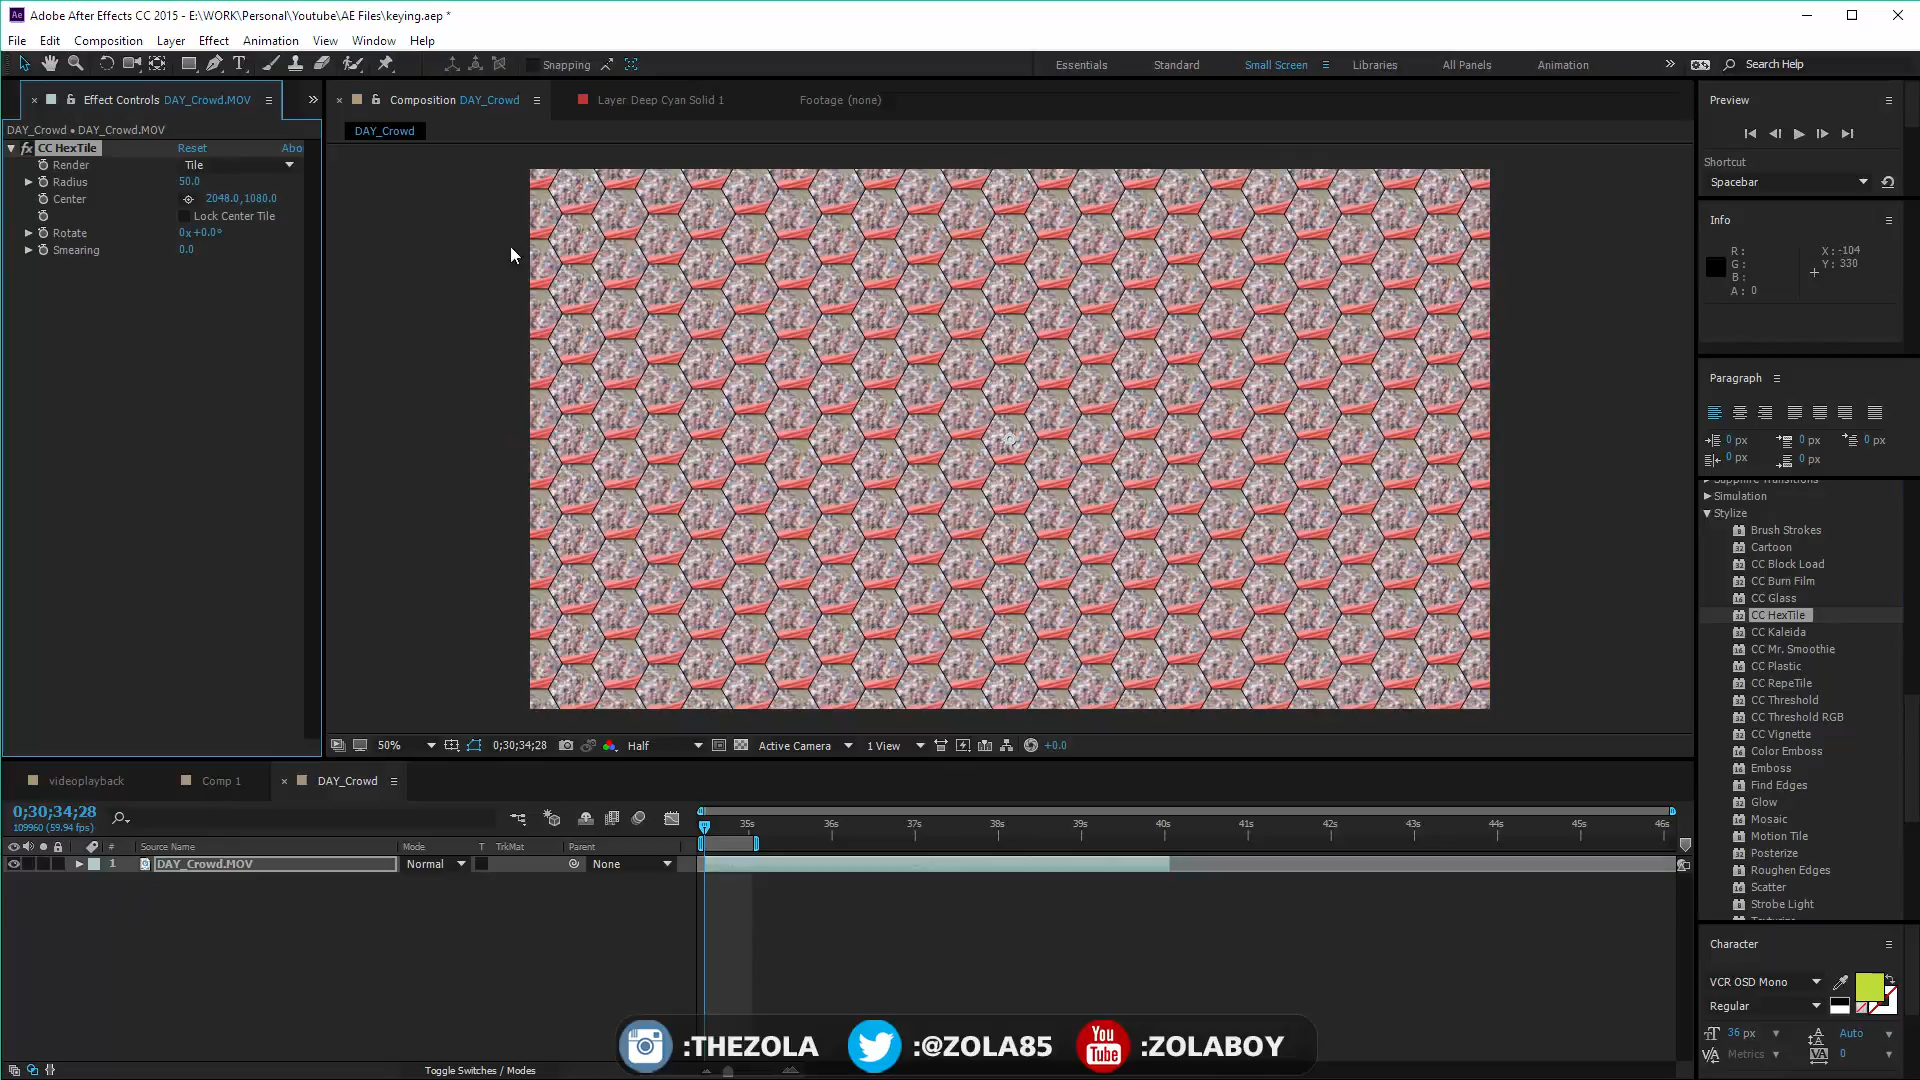 Adobe After Effects CC 2015 - E:\WORK\Personal\Youtube\AE Files\keying.aep *
File Edit Composition Layer Effect Animation View Window Help
Snapping
Essentials Standard Small Screen Libraries All Panels Animation Search Help
Effect Controls DAY_Crowd.MOV
Composition DAY_Crowd
Layer Deep Cyan Solid 1
Footage (none)
DAY_Crowd • DAY_Crowd.MOV
DAY_Crowd
fx CC HexTile Reset Abo
Render Tile
Radius 50.0
Center 2048.0,1080.0
Lock Center Tile
Rotate 0x+0.0°
Smearing 0.0
Preview
Shortcut
Spacebar
Info
R :
G :
B :
A : 0
X : -104
Y : 330
Paragraph
0 px 0 px 0 px
0 px 0 px
Sapphire Transitions
Simulation
Stylize
Brush Strokes
Cartoon
CC Block Load
CC Burn Film
CC Glass
CC HexTile
CC Kaleida
CC Mr. Smoothie
CC Plastic
CC RepeTile
CC Threshold
CC Threshold RGB
CC Vignette
Color Emboss
Emboss
Find Edges
Glow
Mosaic
Motion Tile
Posterize
Roughen Edges
Scatter
Strobe Light
Texturize
Character
VCR OSD Mono
Regular
36 px Auto
Metrics 0
50% 0;30;34;28 Half Active Camera 1 View +0.0
videoplayback Comp 1 DAY_Crowd
0;30;34;28
109960 (59.94 fps)
35s 36s 37s 38s 39s 40s 41s 42s 43s 44s 45s 46s
# Source Name Mode T TrkMat Parent
1 DAY_Crowd.MOV Normal None
Toggle Switches / Modes
:THEZOLA :@ZOLA85 You Tube :ZOLABOY